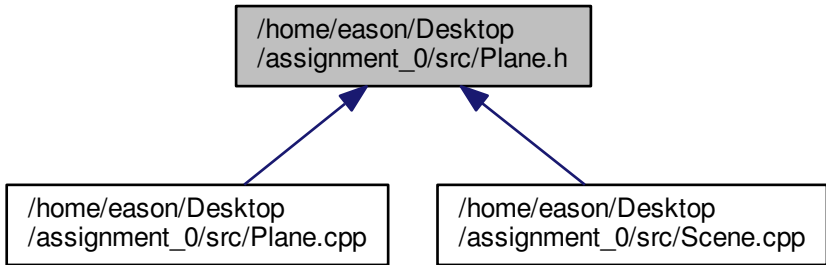 /home/eason/Desktop
/assignment_0/src/Plane.h
/home/eason/Desktop
/assignment_0/src/Plane.cpp
/home/eason/Desktop
/assignment_0/src/Scene.cpp